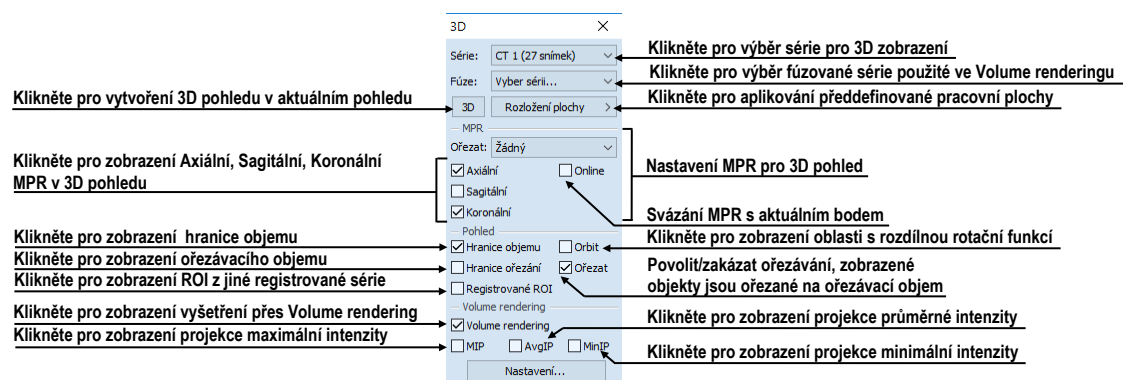 3D
Série: CT 1 (27 snímek)
Klikněte pro výběr série pro 3D zobrazení
Fúze: Vyber sérii...
Klikněte pro výběr fúzované série použité ve Volume renderingu
Klikněte pro vytvoření 3D pohledu v aktuálním pohledu
3D Rozložení plochy
Klikněte pro aplikování předdefinované pracovní plochy
MPR
Ořezat: Žádný
Klikněte pro zobrazení Axiální, Sagitální, Koronální
MPR v 3D pohledu
Axiální Online
Sagitální
Koronální
Nastavení MPR pro 3D pohled
Svázání MPR s aktuálním bodem
Pohled
Klikněte pro zobrazení hranice objemu
Hranice objemu Orbit
Klikněte pro zobrazení oblasti s rozdílnou rotační funkcí
Klikněte pro zobrazení ořezávacího objemu
Hranice ořezání Ořezat
Povolit/zakázat ořezávání, zobrazené
objekty jsou ořezané na ořezávací objem
Klikněte pro zobrazení ROI z jiné registrované série
Registrované ROI
Volume rendering
Klikněte pro zobrazení vyšetření přes Volume rendering
Volume rendering
Klikněte pro zobrazení projekce průměrné intenzity
Klikněte pro zobrazení projekce maximální intenzity
MIP AvgIP MinIP
Klikněte pro zobrazení projekce minimální intenzity
Nastavení...